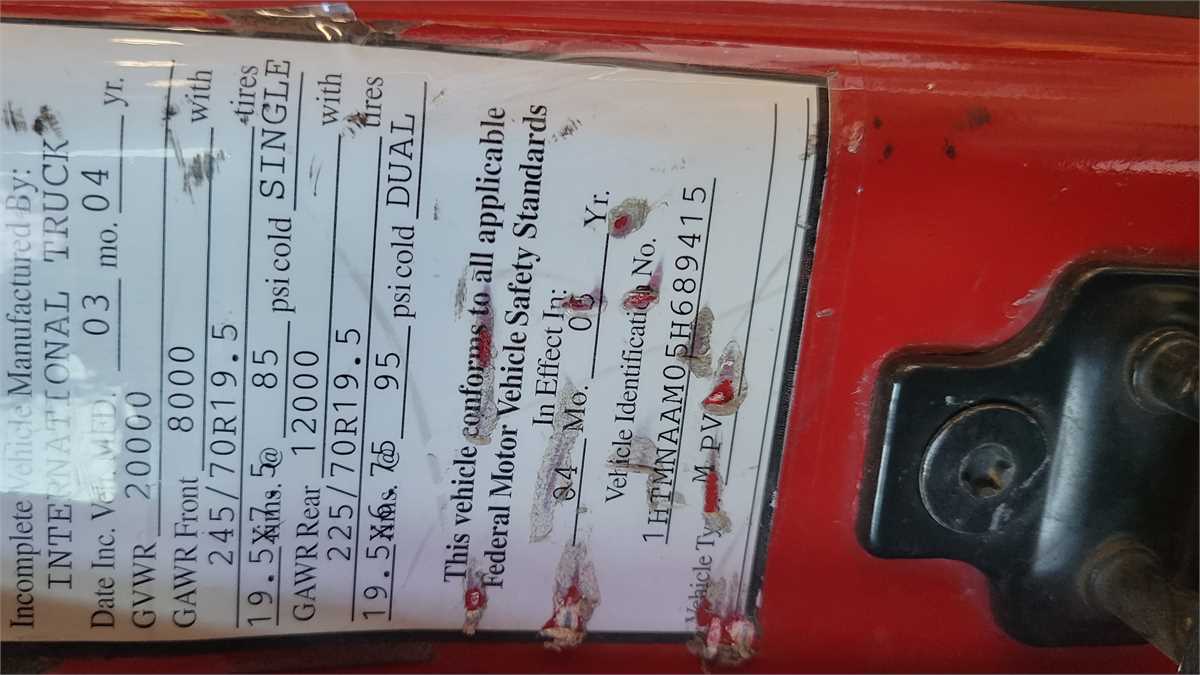 Incomplete Vehicle Manufactured By:
INTERNATIONAL TRUCK
Date Inc. Veh. MFD. 03 mo. 04 yr.
GVWR 20000
GAWR Front 8000 with
245/70R19.5 tires
19.5X7.5 rims. @ 85 psi cold SINGLE
GAWR Rear 12000 with
225/70R19.5 tires
19.5X6.75 rims. @ 95 psi cold DUAL
This vehicle conforms to all applicable
Federal Motor Vehicle Safety Standards
In Effect In:
04 Mo. 05 Yr.
Vehicle Identification No.
1HTMNAAM05H689415
Vehicle Ty MPV